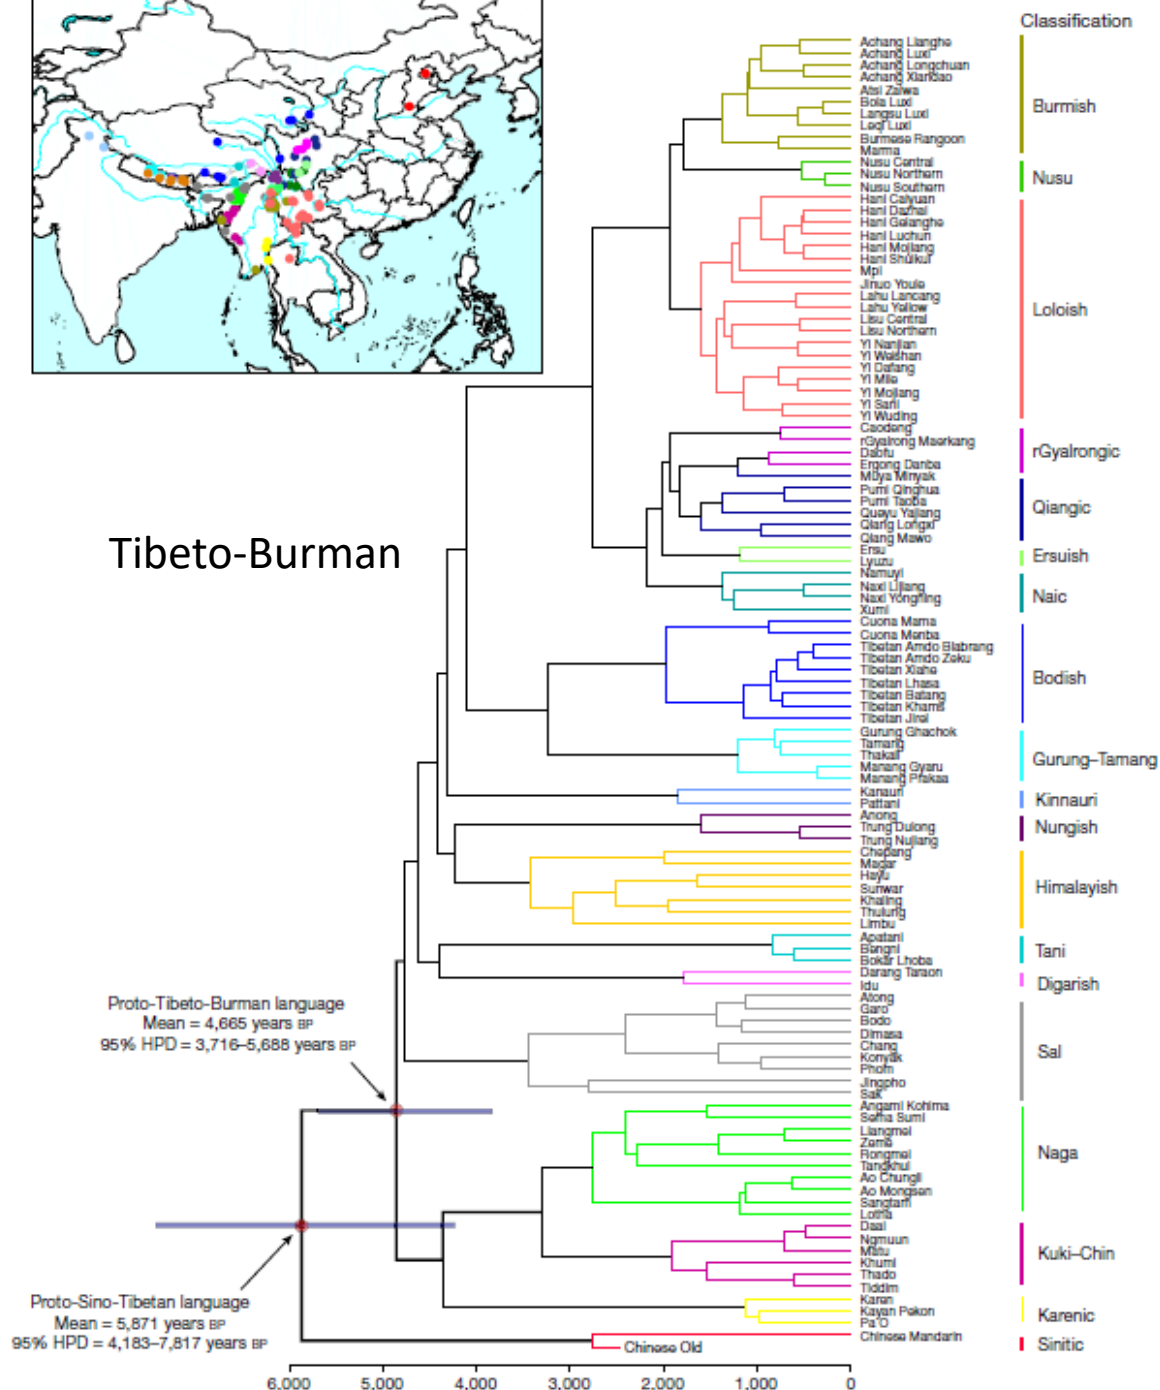 Classification
Achang Lianghe
Achang Luxi
Achang Longchuan
Achang Xiandao
Atsi Zaiwa
Bola Luxi
Langsu Luxi
Leqi Luxi
Burmese Rangoon
Marma
Burmish
Nusu Central
Nusu Northern
Nusu Southern
Nusu
Hani Caiyuan
Hani Dazhai
Hani Gelanghe
Hani Luchun
Hani Mojiang
Hani Shuikui
Mpi
Jinuo Youle
Lahu Lancang
Lahu Yellow
Lisu Central
Lisu Northern
Yi Nanjian
Yi Weishan
Yi Dafang
Yi Mile
Yi Mojiang
Yi Sani
Yi Wuding
Loloish
Caodeng
rGyalrong Maerkang
Daofu
Ergong Danba
rGyalrongic
Muya Minyak
Pumi Qinghua
Pumi Taoba
Queyu Yajiang
Qiang Longxi
Qiang Mawo
Qiangic
Ersu
Lyuzu
Ersuish
Namuyi
Naxi Lijiang
Naxi Yongning
Xumi
Naic
Tibeto-Burman
Cuona Mama
Cuona Menba
Tibetan Amdo Blabrang
Tibetan Amdo Zeku
Tibetan Xiahe
Tibetan Lhasa
Tibetan Batang
Tibetan Khams
Tibetan Jirel
Bodish
Gurung Ghachok
Tamang
Thakali
Manang Gyaru
Manang Prakaa
Gurung–Tamang
Kanauri
Pattani
Kinnauri
Anong
Trung Dulong
Trung Nujiang
Nungish
Chepang
Magar
Hayu
Sunwar
Khaling
Thulung
Limbu
Himalayish
Apatani
Bengni
Bokar Lhoba
Tani
Darang Taraon
Idu
Digarish
Atong
Garo
Bodo
Dimasa
Chang
Konyak
Phom
Jingpho
Sak
Sal
Proto-Tibeto-Burman language
Mean = 4,665 years BP
95% HPD = 3,716–5,688 years BP
Angami Kohima
Sema Sumi
Liangmei
Zeme
Rongmei
Tangkhul
Ao Chungli
Ao Mongsen
Sangtam
Lotha
Naga
Daai
Ngmuun
Matu
Khumi
Thado
Tiddim
Kuki–Chin
Karen
Kayan Pekon
Pa'O
Karenic
Chinese Mandarin
Chinese Old
Sinitic
Proto-Sino-Tibetan language
Mean = 5,871 years BP
95% HPD = 4,183–7,817 years BP
6,000 5,000 4,000 3,000 2,000 1,000 0